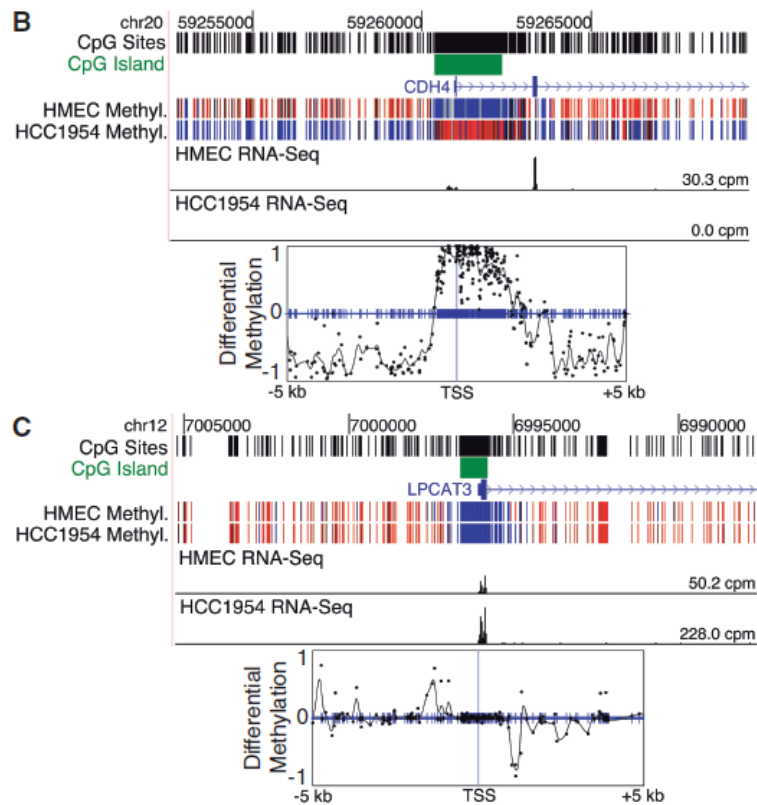 B
chr20 59255000 59260000 59265000
CpG Sites
CpG Island
CDH4
HMEC Methyl.
HCC1954 Methyl.
HMEC RNA-Seq
30.3 cpm
HCC1954 RNA-Seq
0.0 cpm
Differential
Methylation
1
0
-1
-5 kb TSS +5 kb
C
chr12 7005000 7000000 6995000 6990000
CpG Sites
CpG Island
LPCAT3
HMEC Methyl.
HCC1954 Methyl.
HMEC RNA-Seq
50.2 cpm
HCC1954 RNA-Seq
228.0 cpm
Differential
Methylation
1
0
-1
-5 kb TSS +5 kb